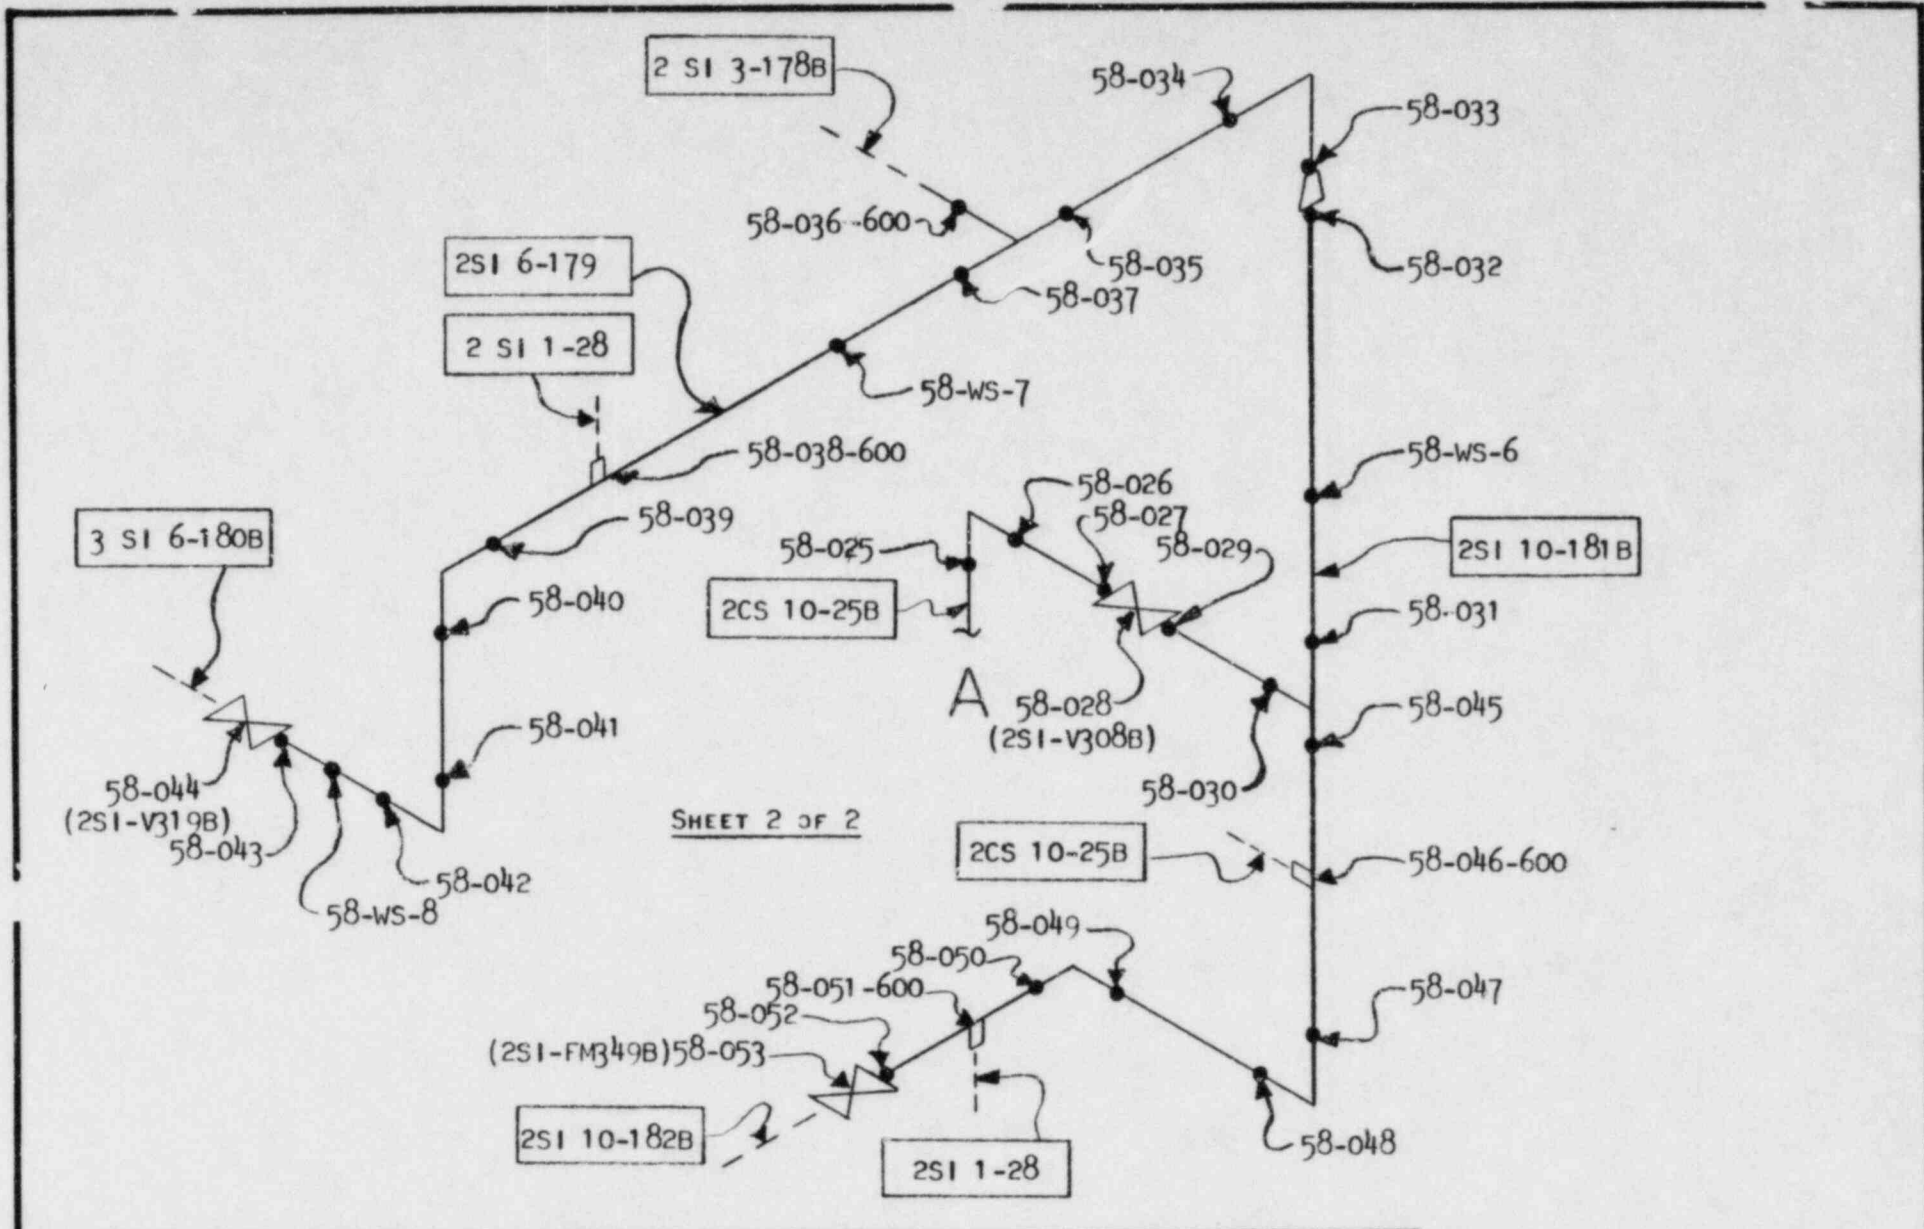 2 SI 3-178B
58-034
58-033
58-036-600
58-035
58-032
2SI 6-179
58-037
2 SI 1-28
58-WS-7
58-038-600
58-WS-6
58-026
3 SI 6-180B
58-039
58-027
58-025
58-029
2SI 10-181B
58-040
2CS 10-25B
58-031
A
58-028
(2SI-V308B)
58-045
58-041
58-044
(2SI-V319B)
58-043
58-030
SHEET 2 OF 2
2CS 10-25B
58-046-600
58-042
58-WS-8
58-049
58-050
58-051-600
58-047
58-052
(2SI-FM349B)58-053
2SI 10-182B
58-048
2SI 1-28